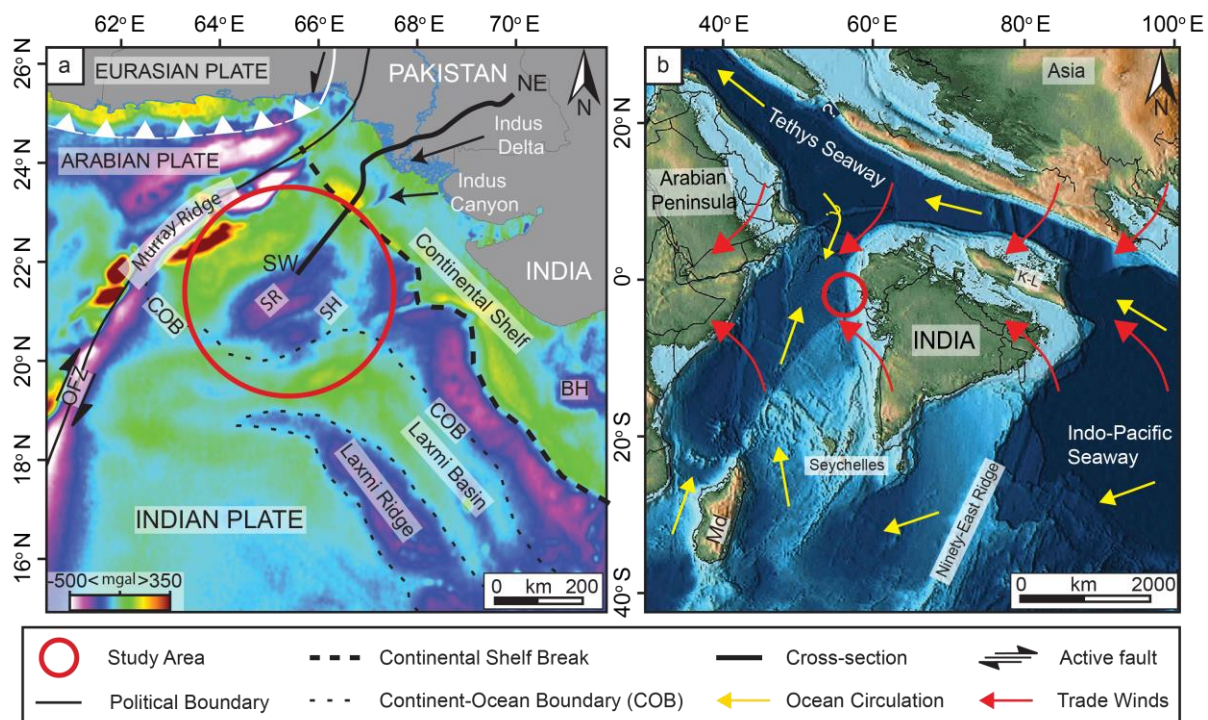 62°E 64° 66° 68° 70°
26°N
24°
22°
20°
18°
16°
a
EURASIAN PLATE
PAKISTAN
N
NE
ARABIAN PLATE
Indus
Delta
Indus
Canyon
Murray-Ridge
SW
INDIA
COB
SR
SH
Continental Shelf
OFZ
BH
COB
Laxmi Basin
Laxmi Ridge
INDIAN PLATE
-500< mgal >350
0 km 200
40°E 60°E 80°E 100°E
20°N
0°
20°S
40°S
b
Asia
N
?
Tethys Seaway
Arabian
Peninsula
K-L
INDIA
Indo-Pacific
Seaway
Seychelles
Ninety-East Ridge
Md
0 km 2000
Study Area
Continental Shelf Break
Cross-section
Active fault
Political Boundary
Continent-Ocean Boundary (COB)
Ocean Circulation
Trade Winds